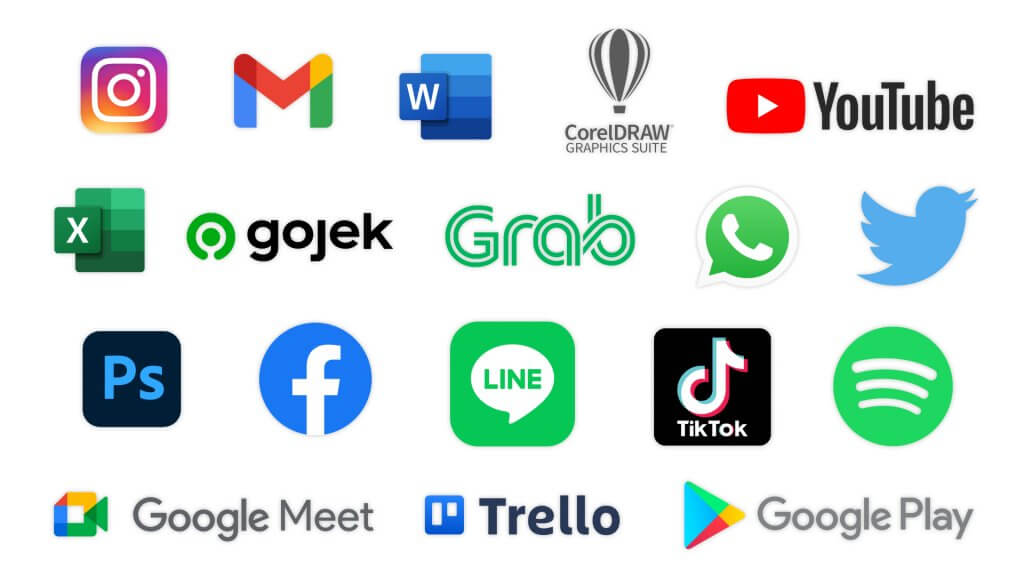 W
CorelDRAW
GRAPHICS SUITE
YouTube
X
gojek
Grab
Ps
f
LINE
TikTok
Google Meet
Trello
Google Play